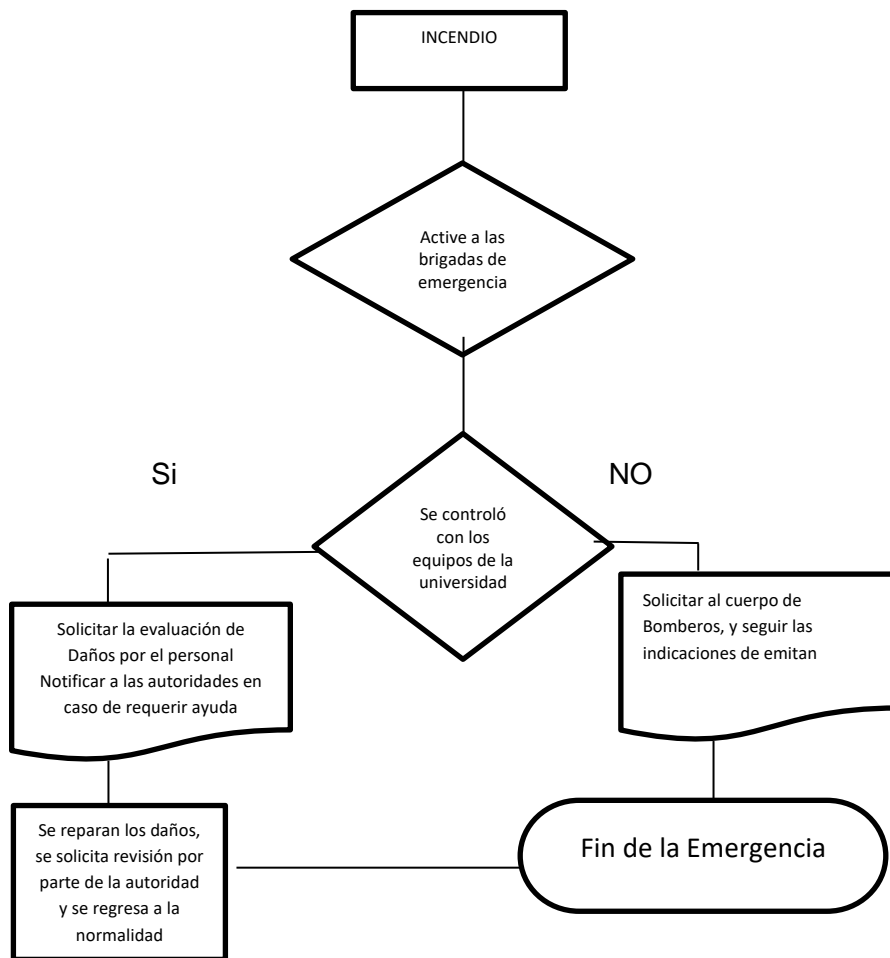 INCENDIO
Active a las
brigadas de
emergencia
Si
NO
Se controló
con los
equipos de la
universidad
Solicitar la evaluación de
Daños por el personal
Notificar a las autoridades en
caso de requerir ayuda
Solicitar al cuerpo de
Bomberos, y seguir las
indicaciones de emitan
Se reparan los daños,
se solicita revisión por
parte de la autoridad
y se regresa a la
normalidad
Fin de la Emergencia